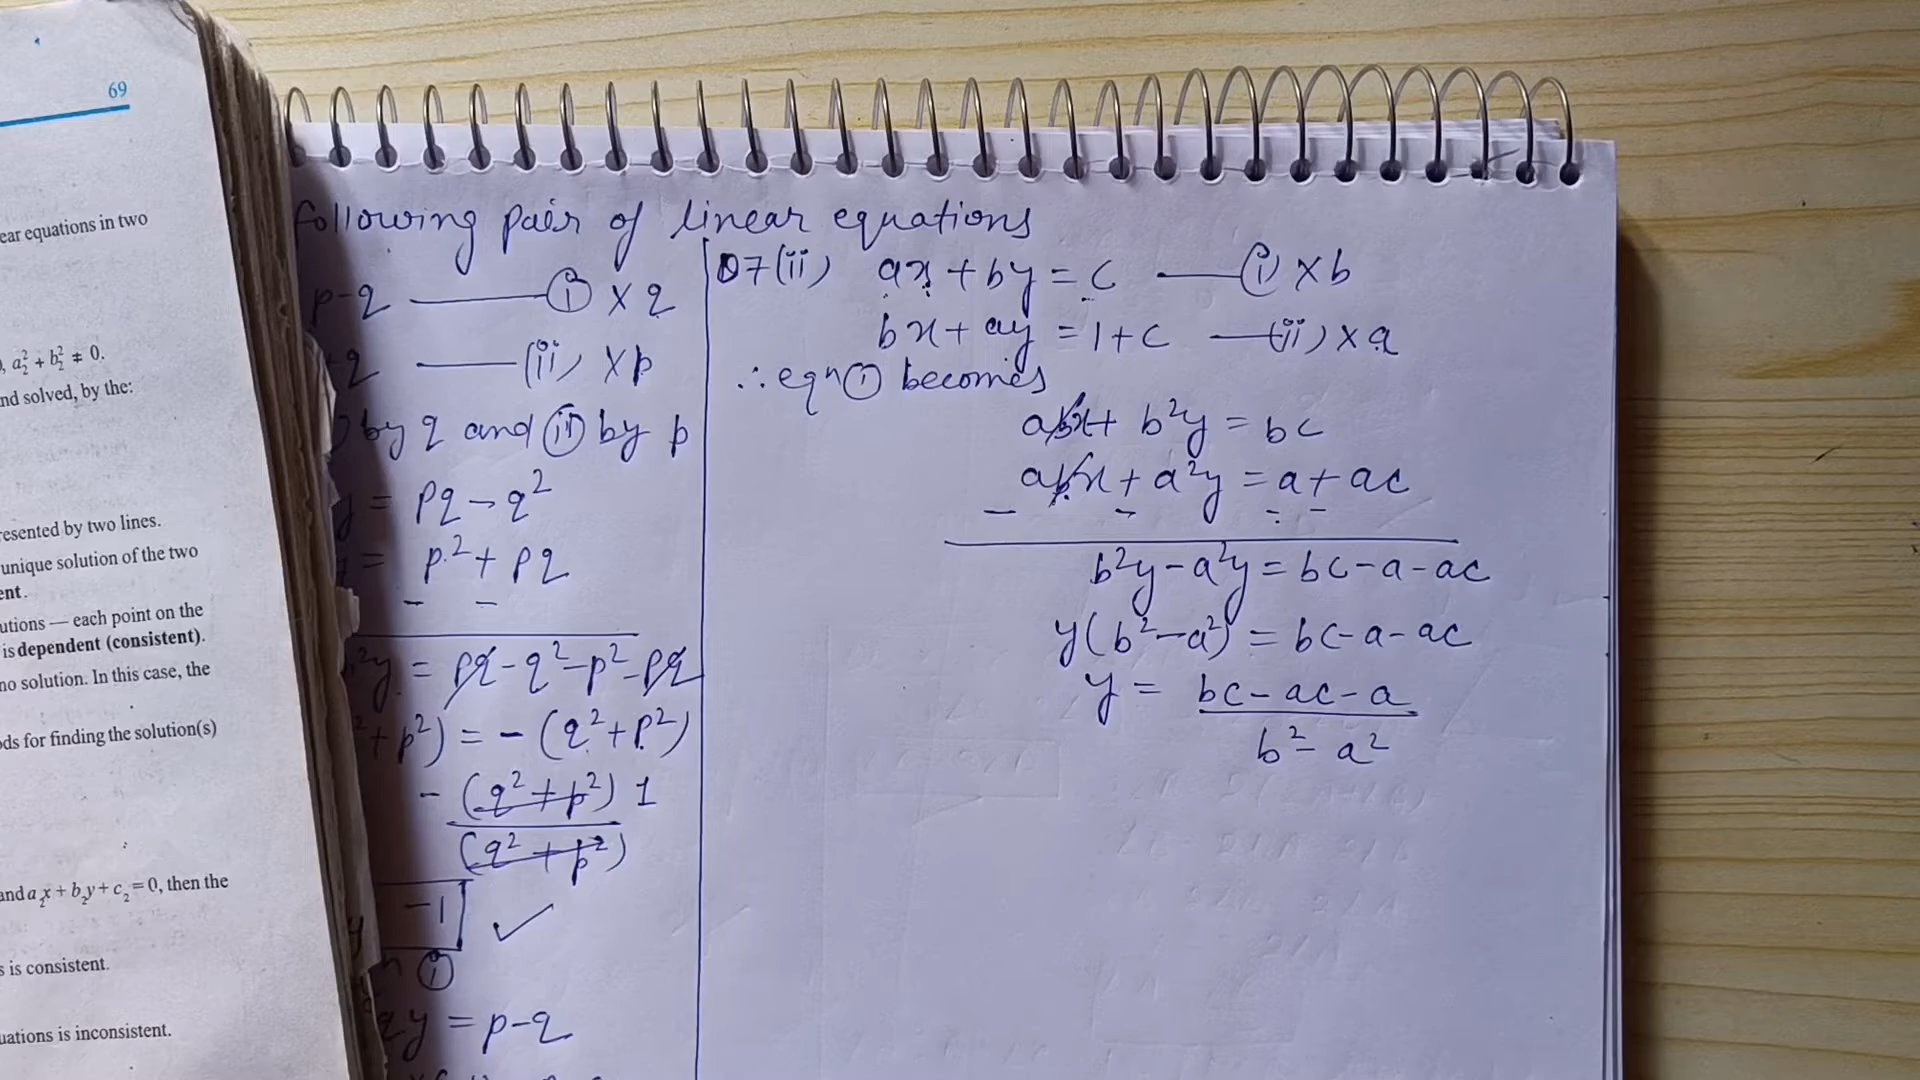 69
ear equations in two
a₂² + b₂² ≠ 0.
nd solved, by the:
resented by two lines.
unique solution of the two
ent.
utions — each point on the
is dependent (consistent).
no solution. In this case, the
ods for finding the solution(s)
and a₂x + b₂y + c₂ = 0, then the
s is consistent.
uations is inconsistent.
following pair of linear equations
p-q — (i) × q
q — (ii) × p
by q and (ii) by p
y = pq - q²
= p² + pq
- -
²y = pq - q² - p² - pq
² + p²) = - (q² + p²)
- (q² + p²) 1
(q² + p²)
-1 ✓
n (i)
qy = p-q
Q7(ii) ax + by = c — (i) × b
bx + ay = 1 + c — (ii) × a
∴ eqn (i) becomes
abx + b²y = bc
abx + a²y = a + ac
- - - -
b²y - a²y = bc - a - ac
y(b² - a²) = bc - a - ac
y = bc - ac - a
b² - a²